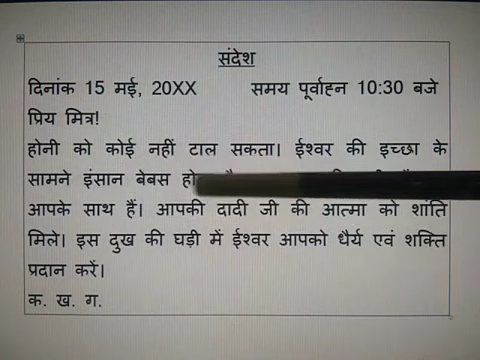 संदेश
दिनांक 15 मई, 20XX समय पूर्वाह्न 10:30 बजे
प्रिय मित्र!
होनी को कोई नहीं टाल सकता। ईश्वर की इच्छा के
सामने इंसान बेबस
आपके साथ हैं। आपकी दादी जी की आत्मा को शांति
मिले। इस दुख की घड़ी में ईश्वर आपको धैर्य एवं शक्ति
प्रदान करें।
क. ख. ग.